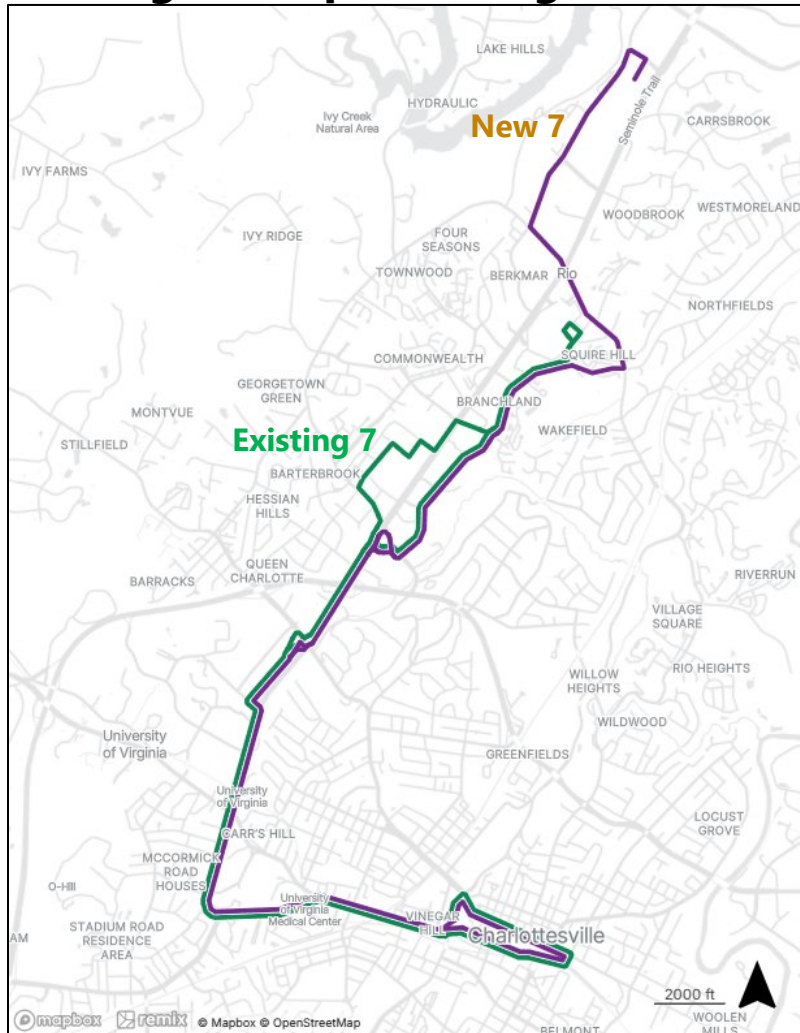 LAKE HILLS
HYDRAULIC
Ivy Creek
Natural Area
New 7
Seminole Trail
CARRSBROOK
IVY FARMS
WOODBROOK
WESTMORELAND
IVY RIDGE
FOUR
SEASONS
TOWNWOOD
BERKMAR
Rio
NORTHFIELDS
SQUIRE HILL
COMMONWEALTH
GEORGETOWN
GREEN
BRANCHLAND
MONTVUE
WAKEFIELD
STILLFIELD
Existing 7
BARTERBROOK
HESSIAN
HILLS
QUEEN
CHARLOTTE
BARRACKS
RIVERRUN
VILLAGE
SQUARE
RIO HEIGHTS
WILLOW
HEIGHTS
WILDWOOD
University
of Virginia
GREENFIELDS
University
of Virginia
LOCUST
GROVE
CARR'S HILL
MCCORMICK
ROAD
HOUSES
O-Hill
University
of Virginia
Medical Center
VINEGAR
HILL
Charlottesville
STADIUM ROAD
RESIDENCE
AREA
AM
2000 ft
mapbox
remix
© Mapbox © OpenStreetMap
BELMONT
WOOLEN
MILLS